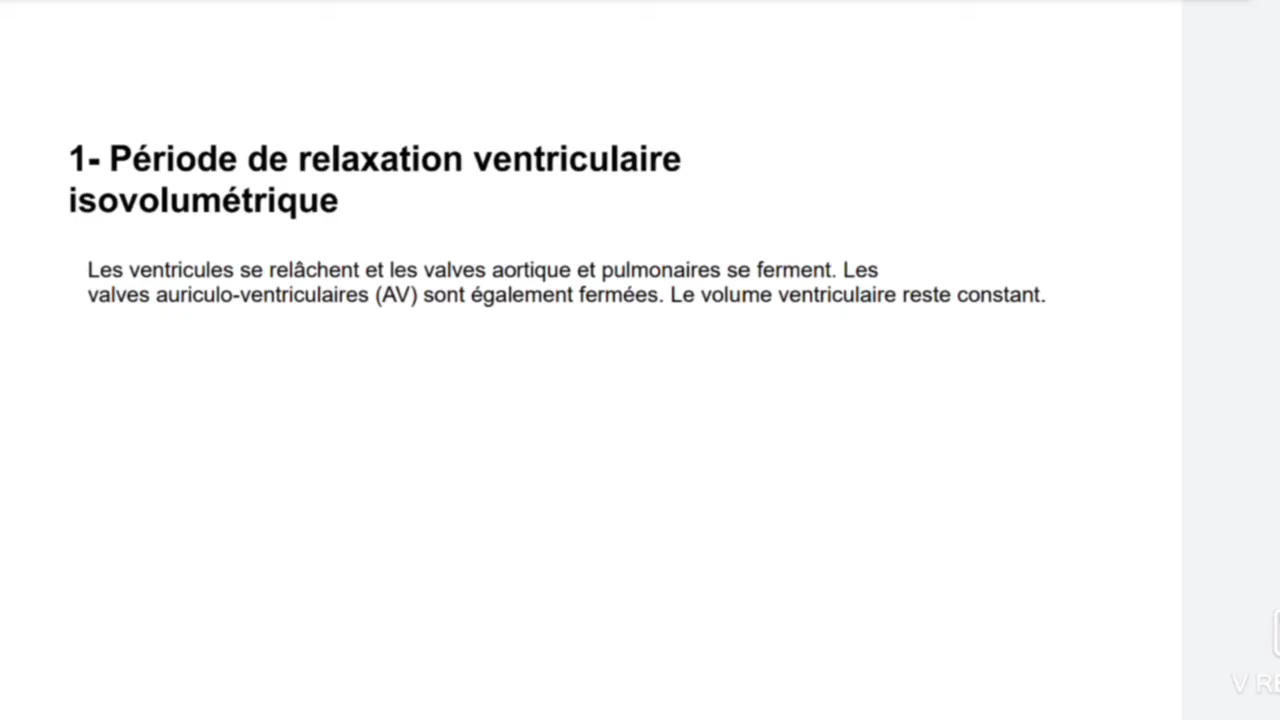 1- Période de relaxation ventriculaire
isovolumétrique
Les ventricules se relâchent et les valves aortique et pulmonaires se ferment. Les
valves auriculo-ventriculaires (AV) sont également fermées. Le volume ventriculaire reste constant.